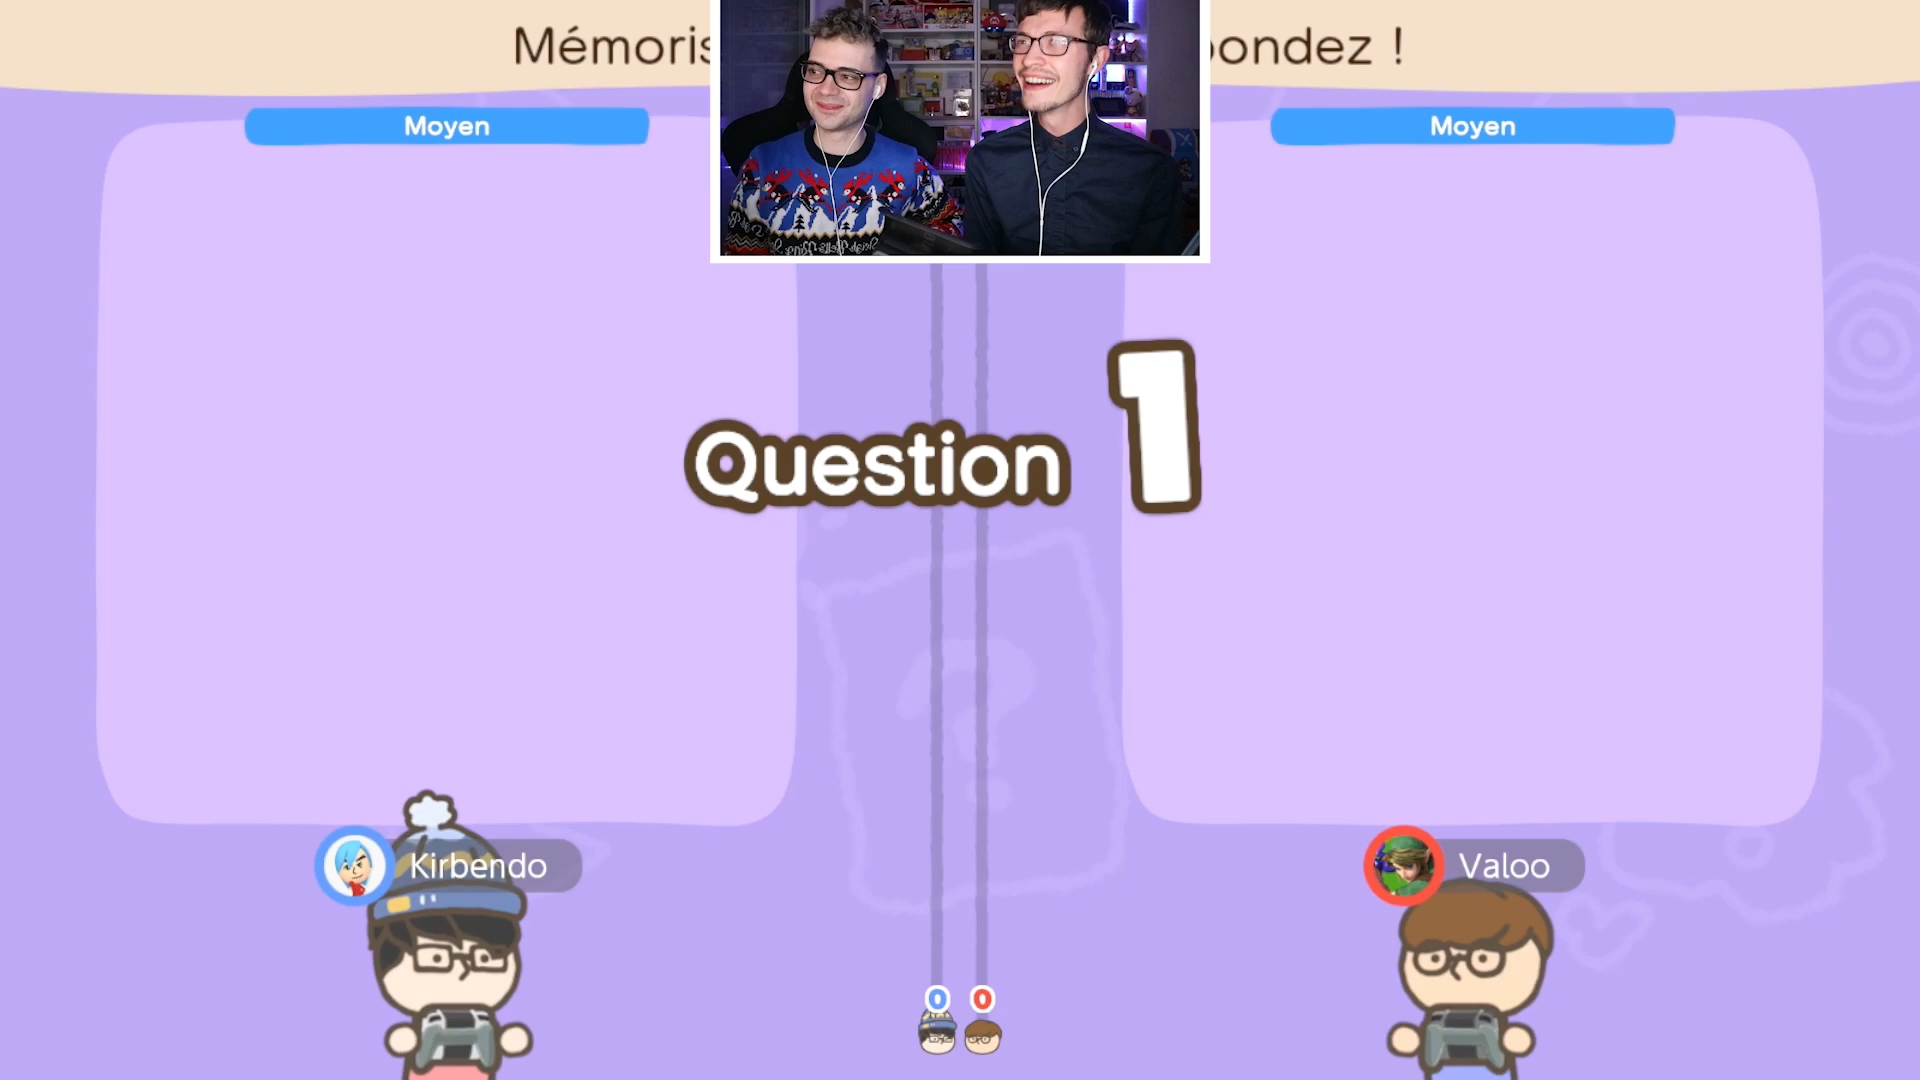 Mémoris
ondez !
Moyen
Moyen
Question 1
Kirbendo
Valoo
0 0